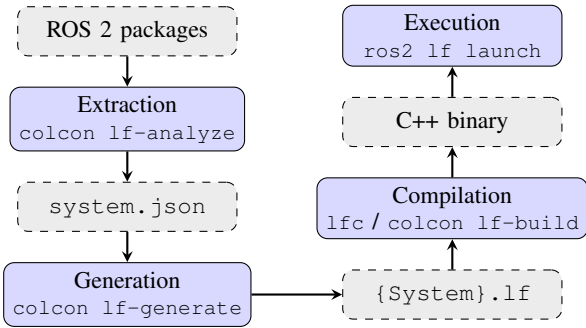 ROS 2 packages
Extraction
colcon lf-analyze
system.json
Generation
colcon lf-generate
{System}.lf
Compilation
lfc / colcon lf-build
C++ binary
Execution
ros2 lf launch